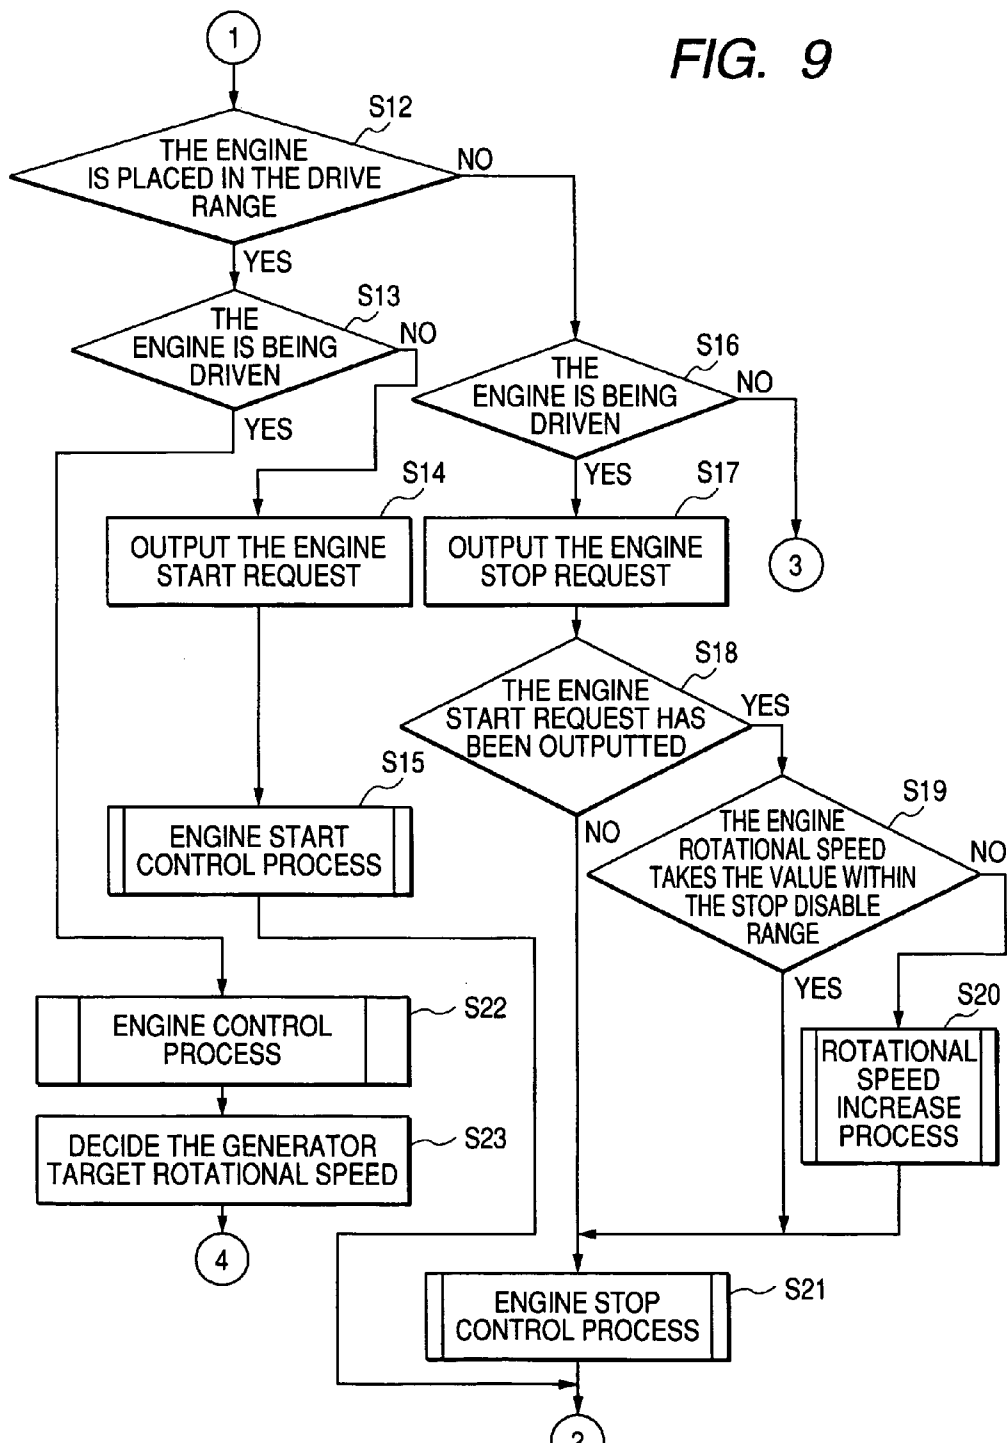 1
FIG. 9
S12
THE ENGINE
IS PLACED IN THE DRIVE
RANGE
NO
YES
S13
THE
ENGINE IS BEING
DRIVEN
NO
YES
S16
THE
ENGINE IS BEING
DRIVEN
NO
YES
S14
OUTPUT THE ENGINE
START REQUEST
S17
OUTPUT THE ENGINE
STOP REQUEST
3
S18
THE ENGINE
START REQUEST HAS
BEEN OUTPUTTED
YES
NO
S15
ENGINE START
CONTROL PROCESS
S19
THE ENGINE
ROTATIONAL SPEED
TAKES THE VALUE WITHIN
THE STOP DISABLE
RANGE
NO
YES
S22
ENGINE CONTROL
PROCESS
S20
ROTATIONAL
SPEED
INCREASE
PROCESS
S23
DECIDE THE GENERATOR
TARGET ROTATIONAL SPEED
4
S21
ENGINE STOP
CONTROL PROCESS
2